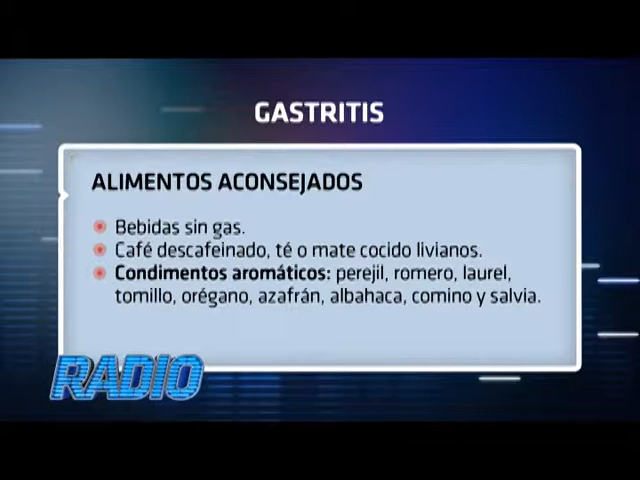 GASTRITIS
ALIMENTOS ACONSEJADOS
Bebidas sin gas.
Café descafeinado, té o mate cocido livianos.
Condimentos aromáticos: perejil, romero, laurel,
tomillo, orégano, azafrán, albahaca, comino y salvia.
RADIO